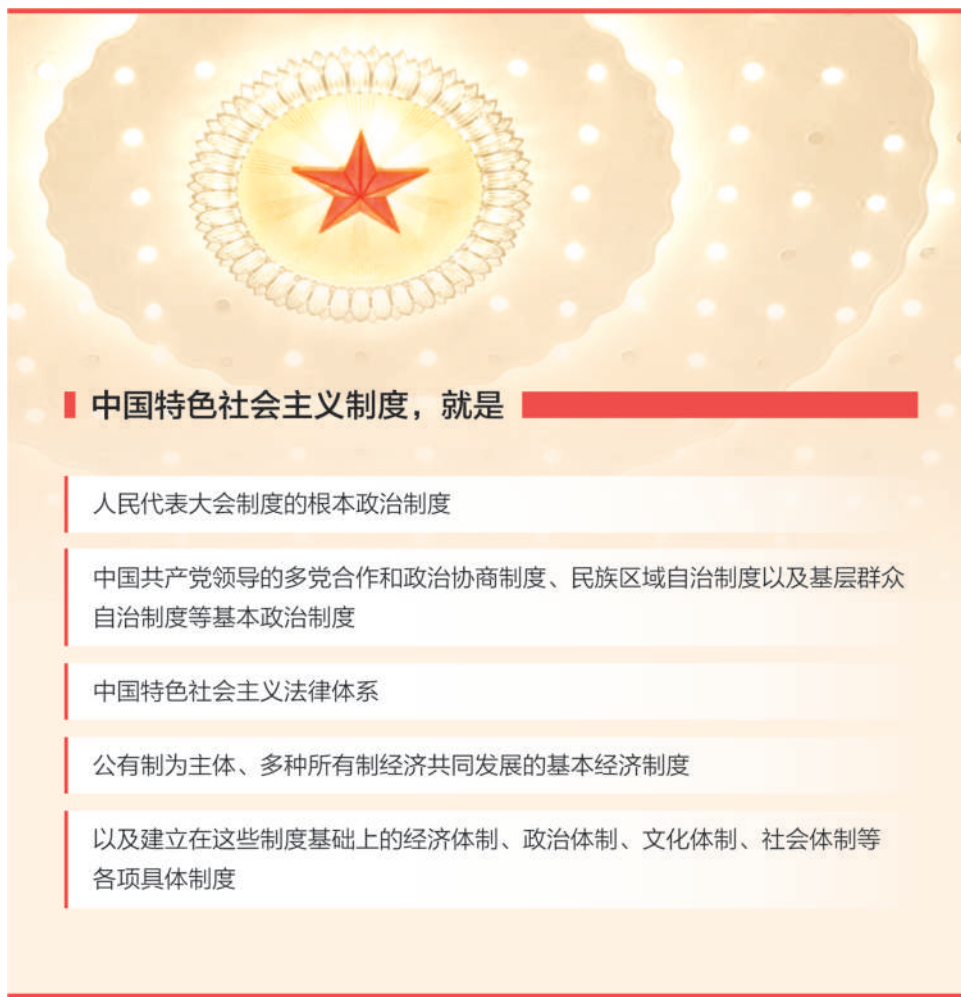 中国特色社会主义制度，就是
人民代表大会制度的根本政治制度
中国共产党领导的多党合作和政治协商制度、民族区域自治制度以及基层群众
自治制度等基本政治制度
中国特色社会主义法律体系
公有制为主体、多种所有制经济共同发展的基本经济制度
以及建立在这些制度基础上的经济体制、政治体制、文化体制、社会体制等
各项具体制度